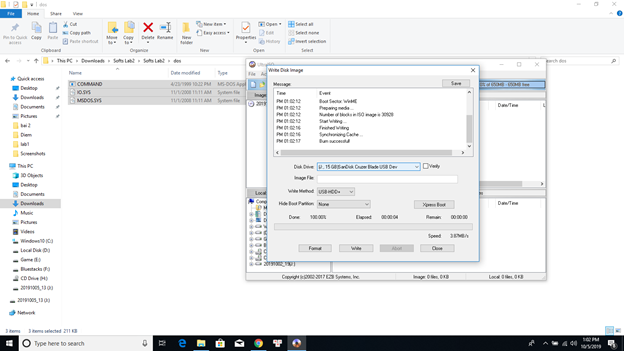 dos
File
Home
Share
View
Pin to Quick access
Copy
Paste
Cut
Copy path
Paste shortcut
Move to
Copy to
Delete
Rename
New folder
New item
Easy access
Properties
Open
Edit
History
Select all
Select none
Invert selection
Clipboard
Organize
New
Open
Select
This PC > Downloads > Softs Lab2 > Softs Lab2 > dos
Name
Date modified
Type
COMMAND
6/23/1999 10:22 PM
MS-DOS Appl
IO.SYS
11/1/2000 11:11 PM
System file
MSDOS.SYS
11/1/2000 11:11 PM
System file
Quick access
Desktop
Downloads
Documents
Pictures
bai 2
Diem
lab1
Screenshots
This PC
3D Objects
Desktop
Documents
Downloads
Music
Pictures
Videos
Windows10 (C:)
Local Disk (D:)
Game (E:)
Bluestacks (F:)
CD Drive (H:)
20191005_13 (J:)
20191005_13 (J:)
Network
3 items
3 items selected 211 KB
Write Disk Image
Message:
Save
Time
Event
PM 01:02:12
Boot Sector: WinME
PM 01:02:12
Preparing media ...
PM 01:02:12
Number of blocks in ISO image is 30928
PM 01:02:12
Start Writing ...
PM 01:02:16
Finished Writing
PM 01:02:16
Synchronizing Cache ...
PM 01:02:17
Burn successful!
Disk Drive:
15 GB)SanDisk Cruzer Blade USB Dev
Verify
Image File:
Write Method:
USB-HDD+
Hide Boot Partition:
None
Xpress Boot
Done:
100.00%
Elapsed
00:00:04
Remain:
00:00:00
Speed:
3.87MB/s
Format
Write
Abort
Close
of 650MB - 650MB free
Date/Time
Date/Time
Copyright (c)2002-2017 EZB Systems, Inc.
Image: 0 files, 0 KB
Local: 0 files, 0 KB
Type here to search
1:02 PM
10/5/2019